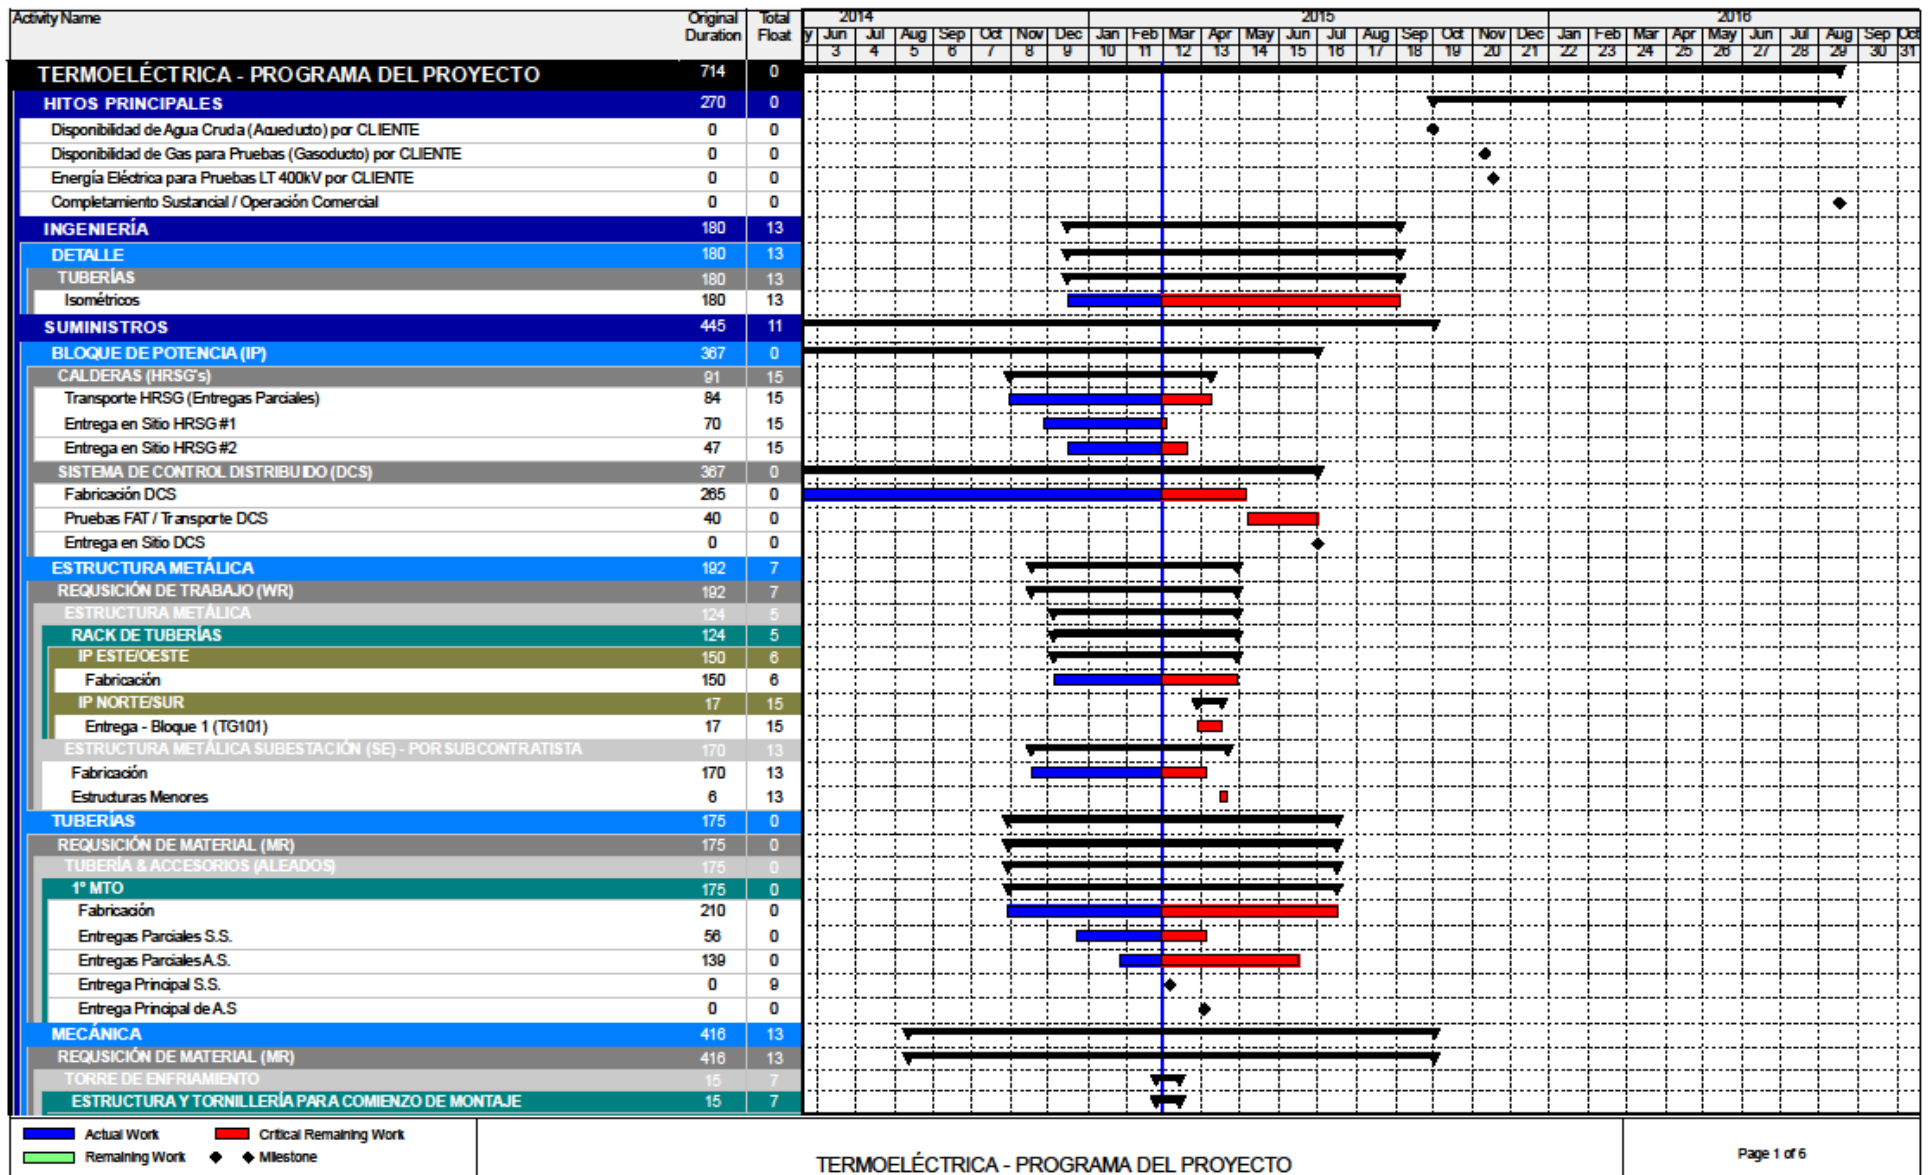 Activity Name Original Total 2014 2015 2016
Duration Float y Jun Jul Aug Sep Oct Nov Dec Jan Feb Mar Apr May Jun Jul Aug Sep Oct Nov Dec Jan Feb Mar Apr May Jun Jul Aug Sep Oct
3 4 5 6 7 8 9 10 11 12 13 14 15 16 17 18 19 20 21 22 23 24 25 26 27 28 29 30 31
TERMOELÉCTRICA - PROGRAMA DEL PROYECTO 714 0
HITOS PRINCIPALES 270 0
Disponibilidad de Agua Cruda (Acueducto) por CLIENTE 0 0
Disponibilidad de Gas para Pruebas (Gasoducto) por CLIENTE 0 0
Energía Eléctrica para Pruebas LT 400kV por CLIENTE 0 0
Completamiento Sustancial / Operación Comercial 0 0
INGENIERÍA 180 13
DETALLE 180 13
TUBERÍAS 180 13
Isométricos 180 13
SUMINISTROS 445 11
BLOQUE DE POTENCIA (IP) 367 0
CALDERAS (HRSG's) 91 15
Transporte HRSG (Entregas Parciales) 84 15
Entrega en Sitio HRSG #1 70 15
Entrega en Sitio HRSG #2 47 15
SISTEMA DE CONTROL DISTRIBUIDO (DCS) 367 0
Fabricación DCS 265 0
Pruebas FAT / Transporte DCS 40 0
Entrega en Sitio DCS 0 0
ESTRUCTURA METÁLICA 192 7
REQUSICIÓN DE TRABAJO (WR) 192 7
ESTRUCTURA METÁLICA 124 5
RACK DE TUBERÍAS 124 5
IP ESTE/OESTE 150 6
Fabricación 150 6
IP NORTE/SUR 17 15
Entrega - Bloque 1 (TG101) 17 15
ESTRUCTURA METÁLICA SUBESTACIÓN (SE) - POR SUBCONTRATISTA 170 13
Fabricación 170 13
Estructuras Menores 6 13
TUBERÍAS 175 0
REQUSICIÓN DE MATERIAL (MR) 175 0
TUBERÍA & ACCESORIOS (ALEADOS) 175 0
1º MTO 175 0
Fabricación 210 0
Entregas Parciales S.S. 56 0
Entregas Parciales A.S. 139 0
Entrega Principal S.S. 0 9
Entrega Principal de A.S 0 0
MECÁNICA 416 13
REQUSICIÓN DE MATERIAL (MR) 416 13
TORRE DE ENFRIAMIENTO 15 7
ESTRUCTURA Y TORNILLERÍA PARA COMIENZO DE MONTAJE 15 7
Actual Work Critical Remaining Work
Remaining Work Milestone
TERMOELÉCTRICA - PROGRAMA DEL PROYECTO
Page 1 of 6